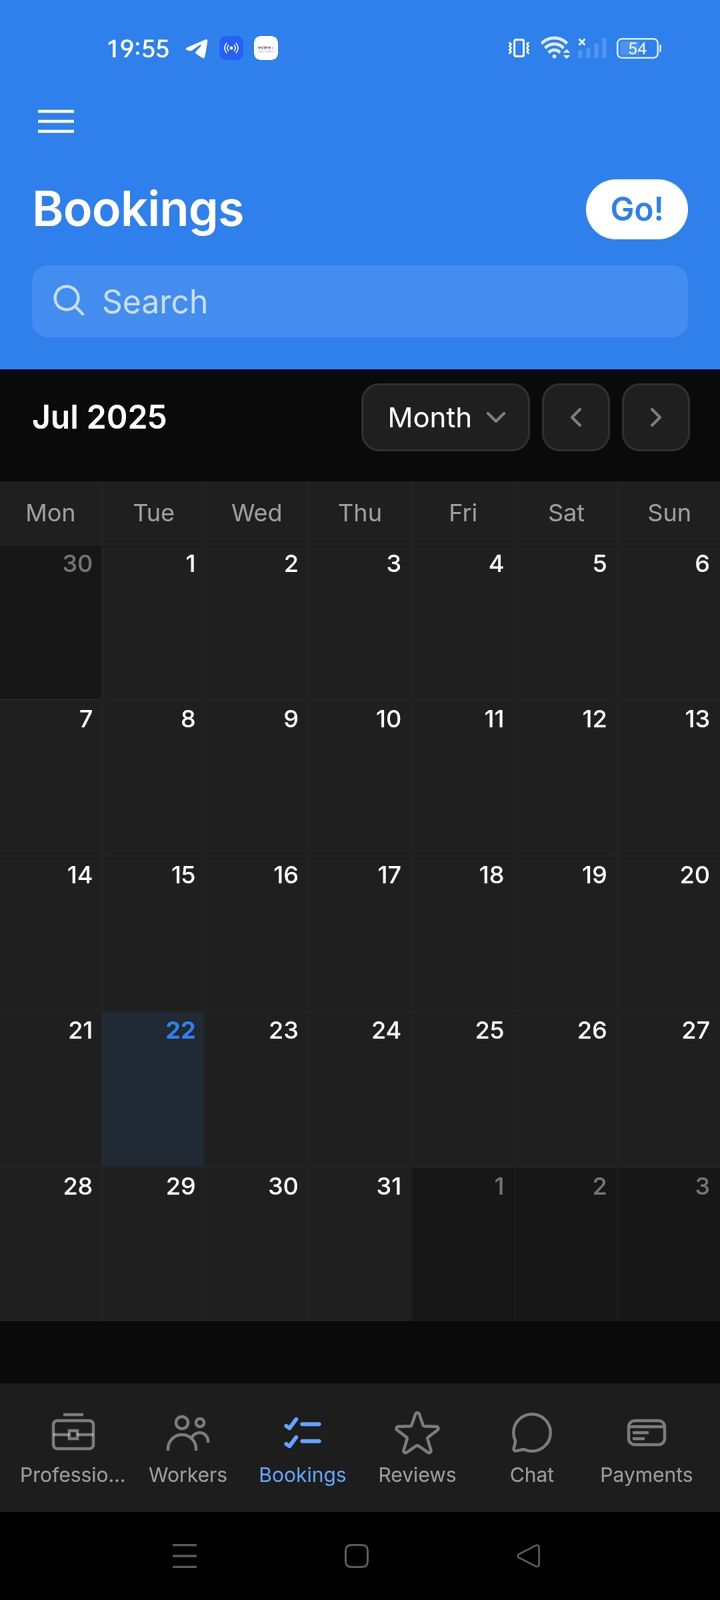 19:55 54
Bookings Go!
Search
Jul 2025 Month
Mon Tue Wed Thu Fri Sat Sun
30 1 2 3 4 5 6
7 8 9 10 11 12 13
14 15 16 17 18 19 20
21 22 23 24 25 26 27
28 29 30 31 1 2 3
Professio... Workers Bookings Reviews Chat Payments